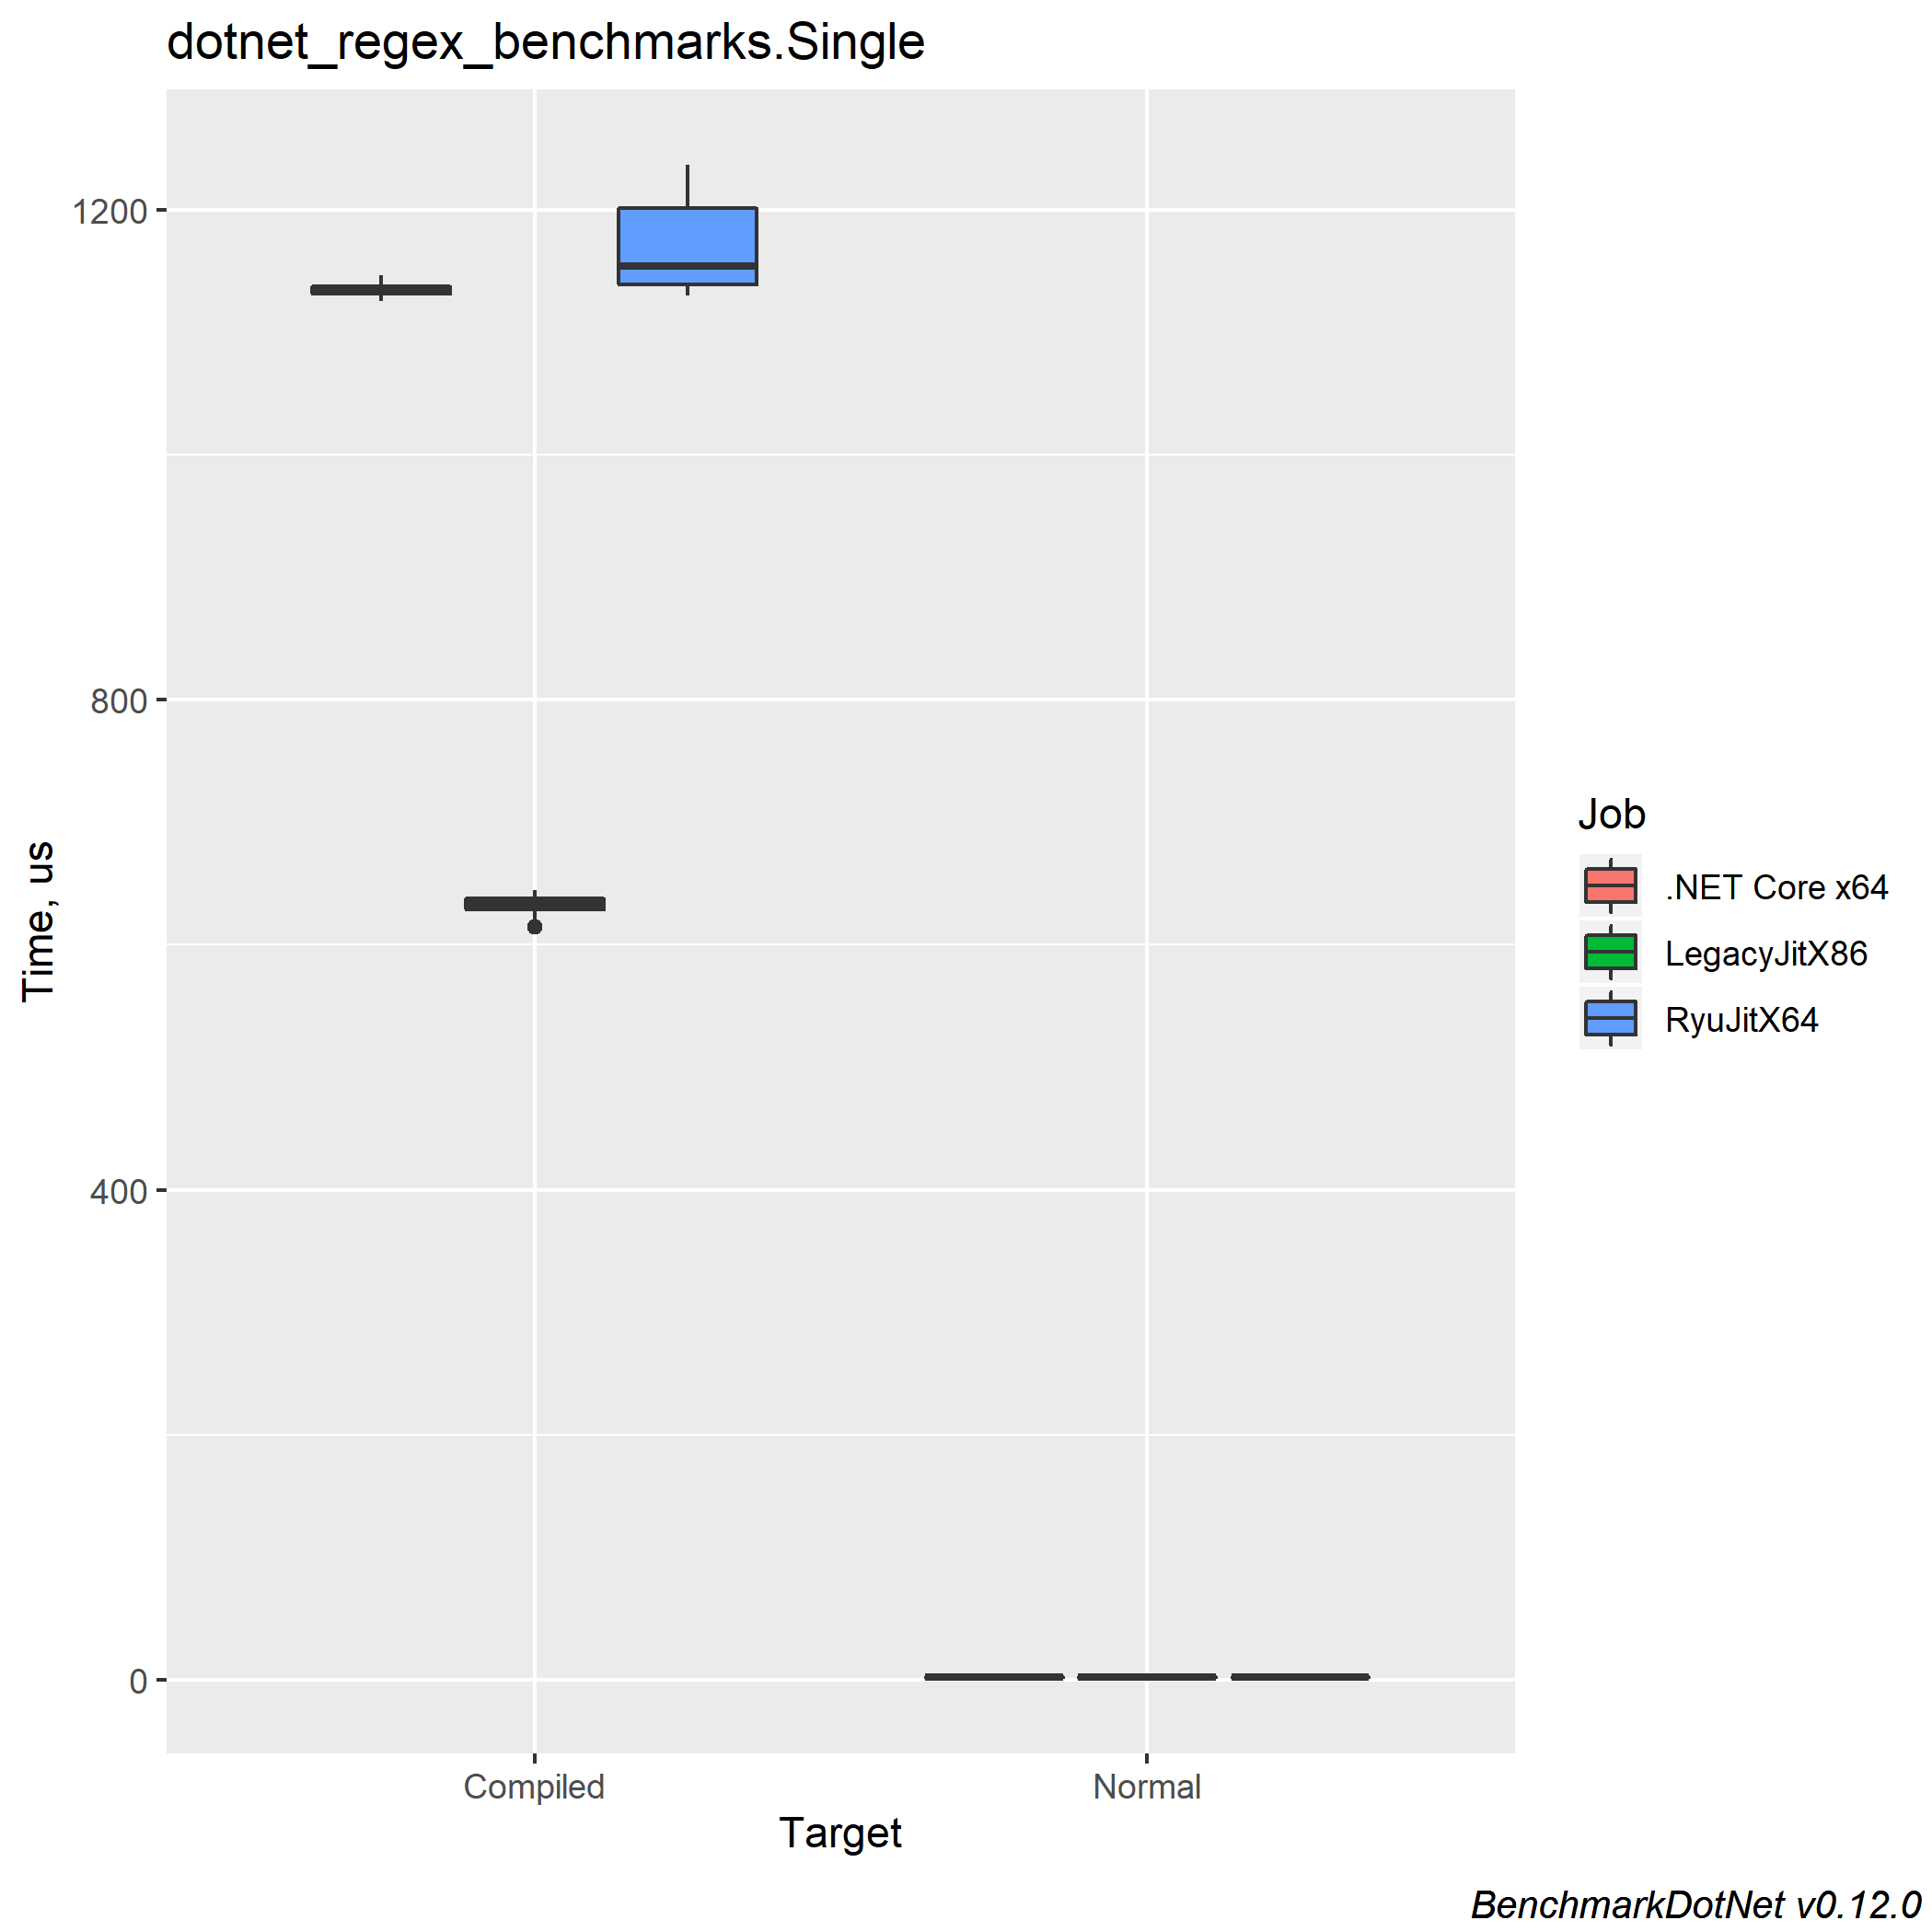 dotnet_regex_benchmarks.Single
1200
800
400
0
Time, us
Compiled
Normal
Target
Job
.NET Core x64
LegacyJitX86
RyuJitX64
BenchmarkDotNet v0.12.0